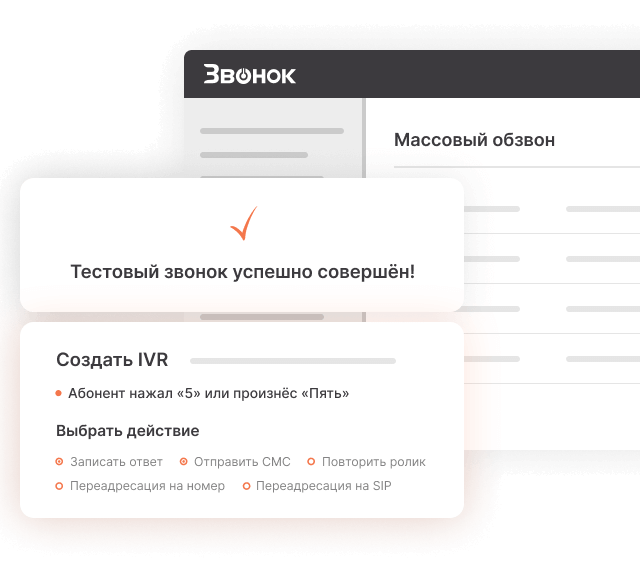 Звонок
Массовый обзвон
Тестовый звонок успешно совершён!
Создать IVR
Абонент нажал «5» или произнёс «Пять»
Выбрать действие
Записать ответ Отправить СМС Повторить ролик
Переадресация на номер Переадресация на SIP